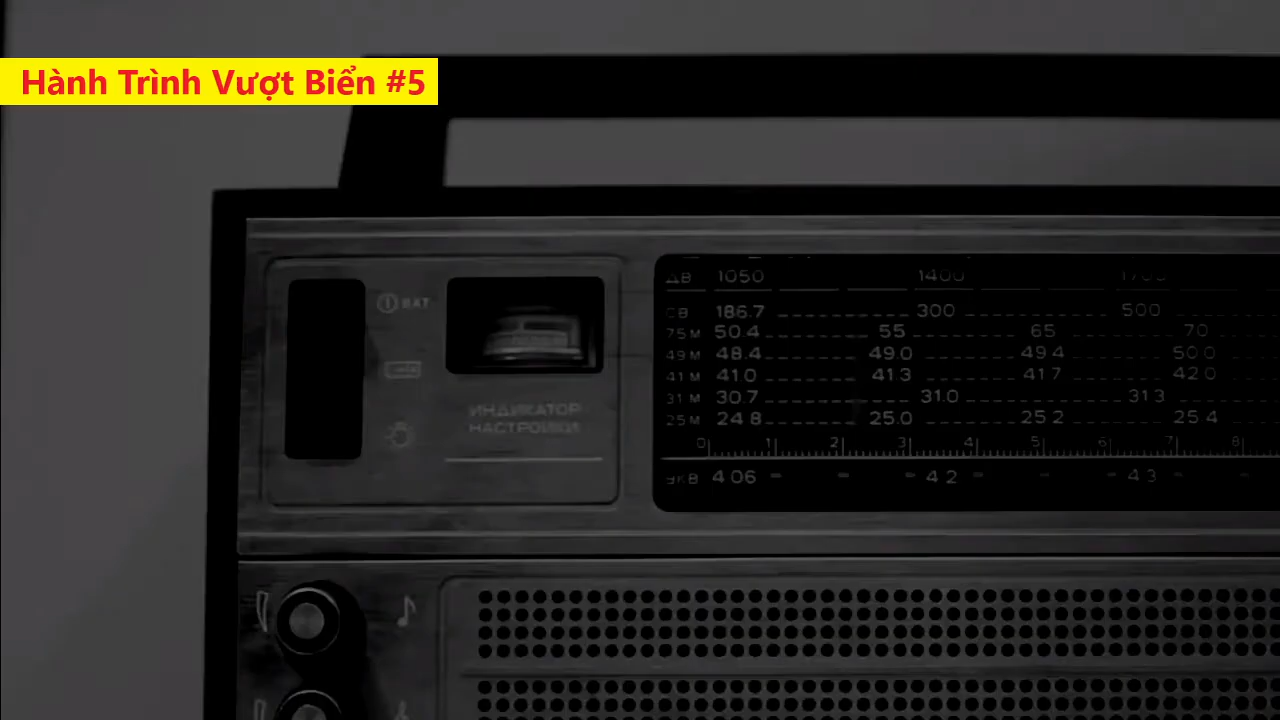 Hành Trình Vượt Biển #5
ДВ 1050 1400
СВ 186.7 300 500
75 М 50.4 55 65 70
49 М 48.4 49.0 49 4 50 0
41 М 41.0 41.3 41 7 42 0
31 М 30.7 31.0 31 3
25 М 24 8 25.0 25 2 25 4
0 1 2 3 4 5 6 7 8
УКВ 4 06 4 2 4 3
BAT
ИНДИКАТОР
НАСТРОЙКИ